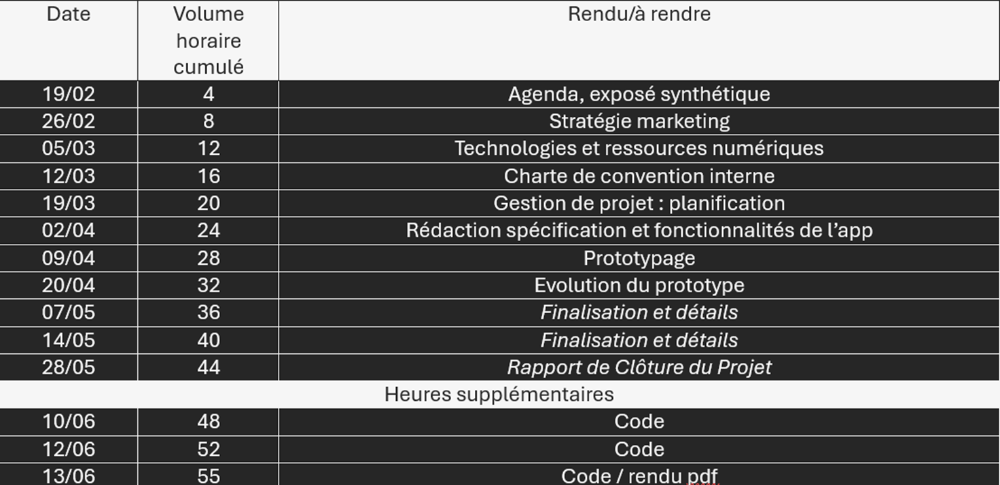 Date Volume horaire cumulé Rendu/à rendre
19/02 4 Agenda, exposé synthétique
26/02 8 Stratégie marketing
05/03 12 Technologies et ressources numériques
12/03 16 Charte de convention interne
19/03 20 Gestion de projet : planification
02/04 24 Rédaction spécification et fonctionnalités de l’app
09/04 28 Prototypage
20/04 32 Evolution du prototype
07/05 36 Finalisation et détails
14/05 40 Finalisation et détails
28/05 44 Rapport de Clôture du Projet
Heures supplémentaires
10/06 48 Code
12/06 52 Code
13/06 55 Code / rendu pdf